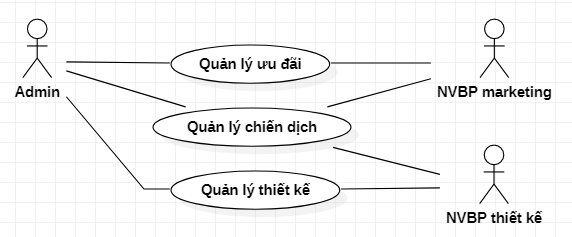 Quản lý ưu đãi
Admin
NVBP marketing
Quản lý chiến dịch
Quản lý thiết kế
NVBP thiết kế